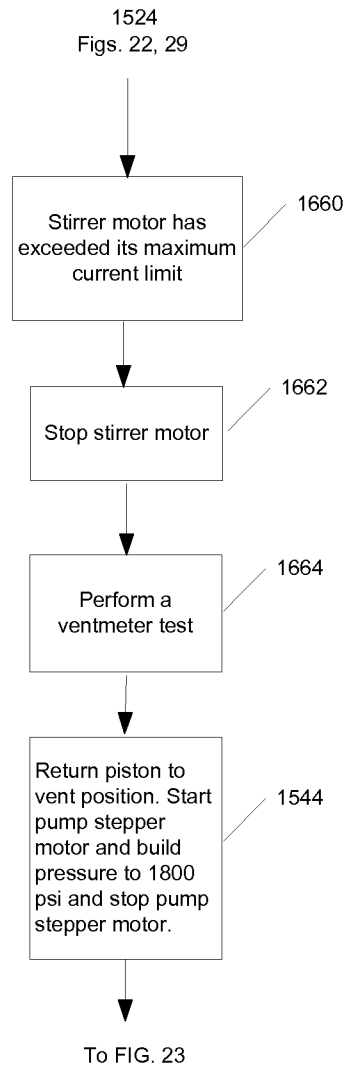 1524
Figs. 22, 29
Stirrer motor has
exceeded its maximum
current limit
1660
Stop stirrer motor
1662
Perform a
ventmeter test
1664
Return piston to
vent position. Start
pump stepper
motor and build
pressure to 1800
psi and stop pump
stepper motor.
1544
To FIG. 23